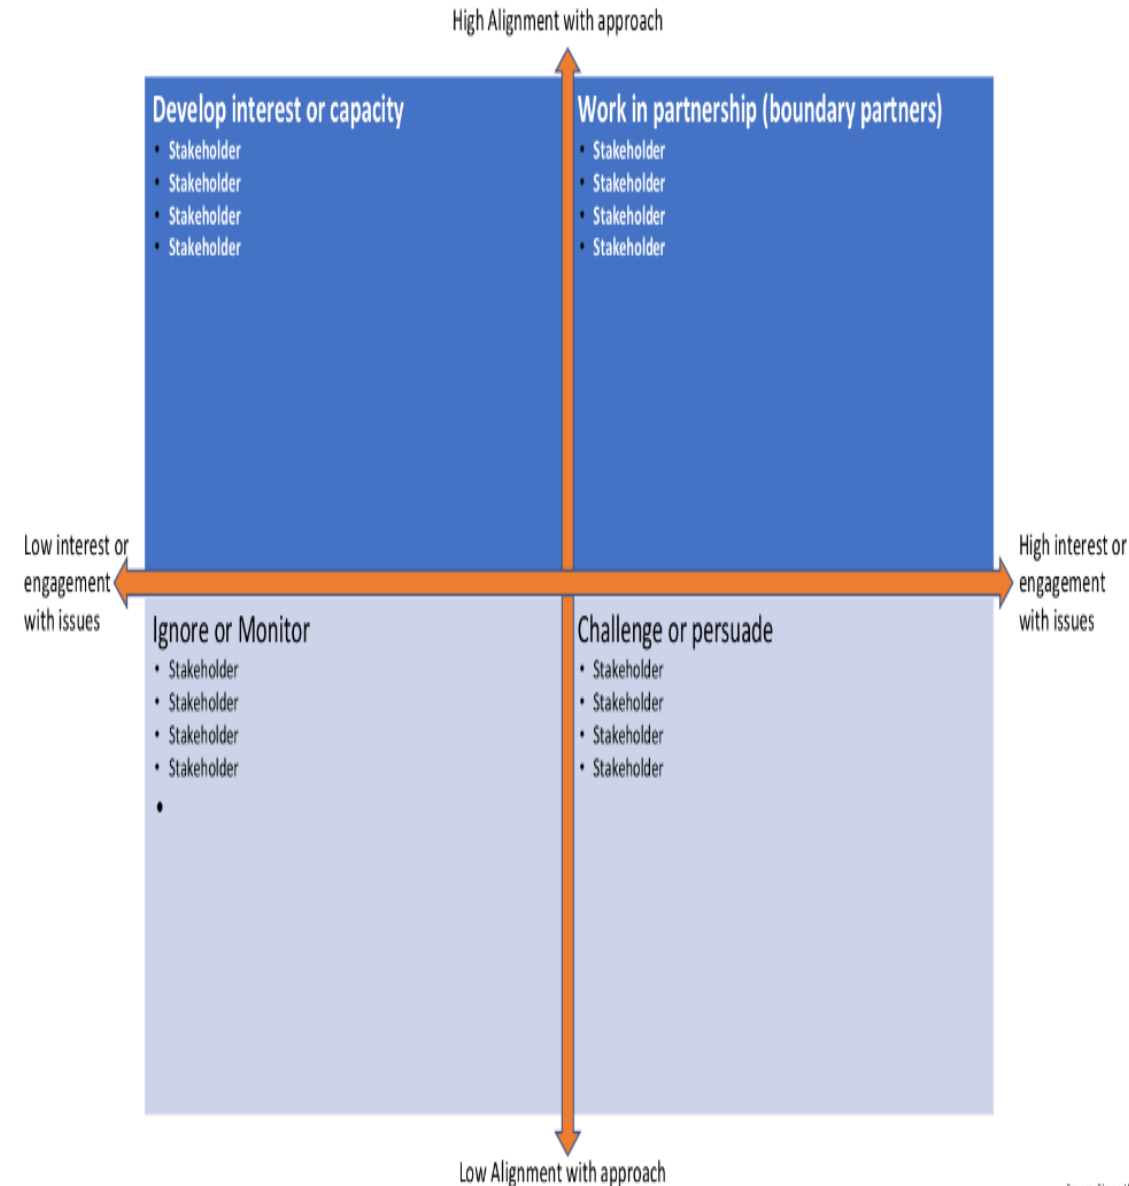 High Alignment with approach
Develop interest or capacity
• Stakeholder
• Stakeholder
• Stakeholder
• Stakeholder
Work in partnership (boundary partners)
• Stakeholder
• Stakeholder
• Stakeholder
• Stakeholder
Low interest or
engagement
with issues
High interest or
engagement
with issues
Ignore or Monitor
• Stakeholder
• Stakeholder
• Stakeholder
• Stakeholder
•
Challenge or persuade
• Stakeholder
• Stakeholder
• Stakeholder
• Stakeholder
Low Alignment with approach